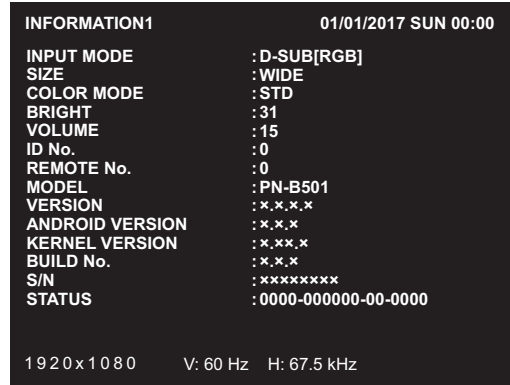 INFORMATION1 01/01/2017 SUN 00:00
INPUT MODE :D-SUB[RGB]
SIZE :WIDE
COLOR MODE :STD
BRIGHT :31
VOLUME :15
ID No. :0
REMOTE No. :0
MODEL :PN-B501
VERSION :×.×.×.×
ANDROID VERSION :×.×.×
KERNEL VERSION :×.××.×
BUILD No. :×.×.×
S/N :××××××××
STATUS :0000-000000-00-0000
1920x1080 V: 60 Hz H: 67.5 kHz